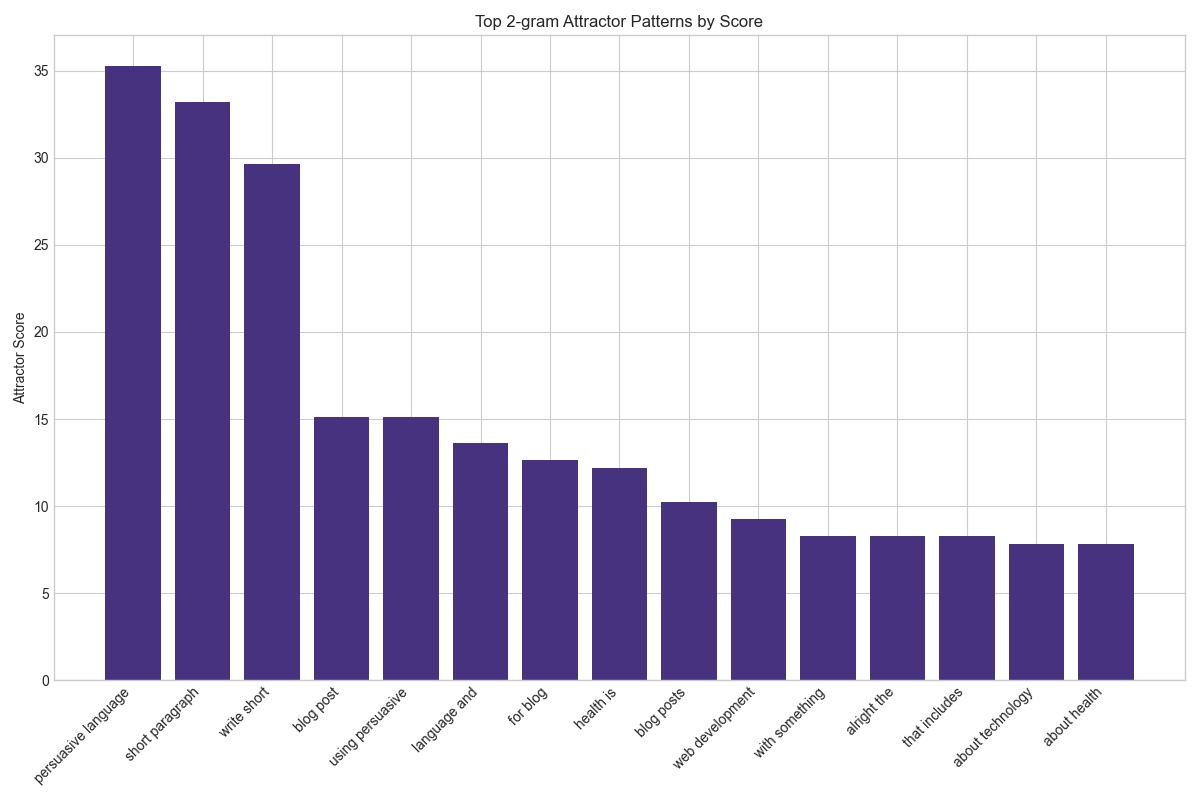 Top 2-gram Attractor Patterns by Score
Attractor Score
35
30
25
20
15
10
5
0
persuasive language
short paragraph
write short
blog post
using persuasive
language and
for blog
health is
blog posts
web development
with something
alright the
that includes
about technology
about health